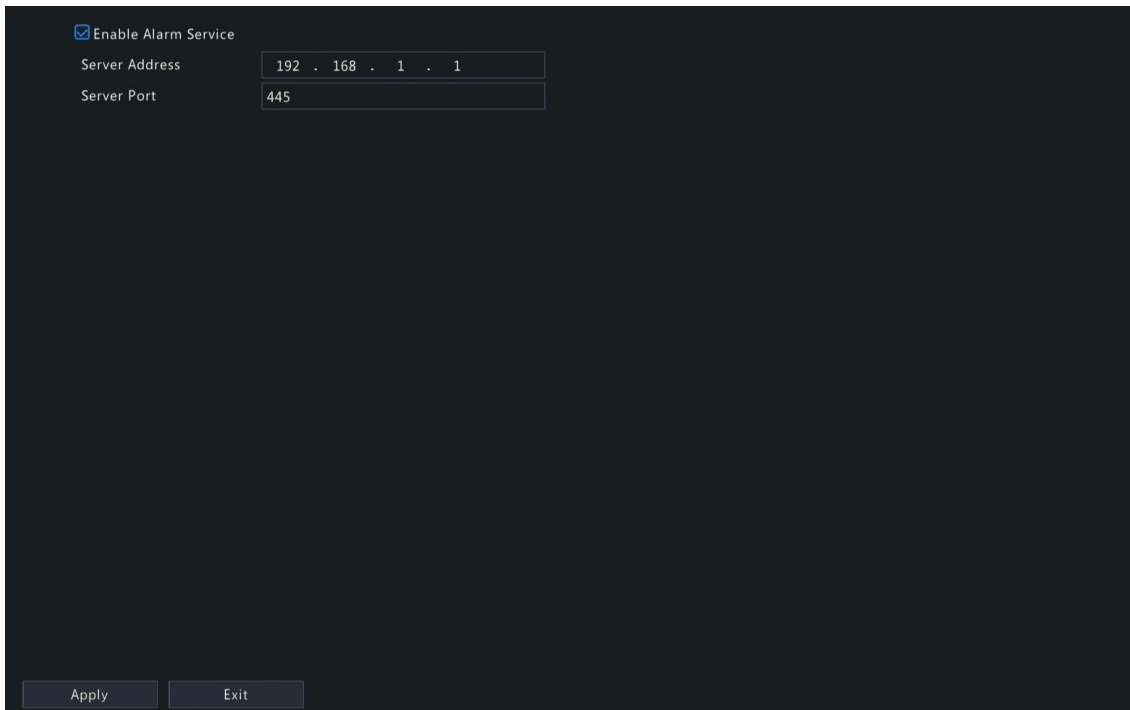 Enable Alarm Service
Server Address 192 . 168 . 1 . 1
Server Port 445
Apply Exit